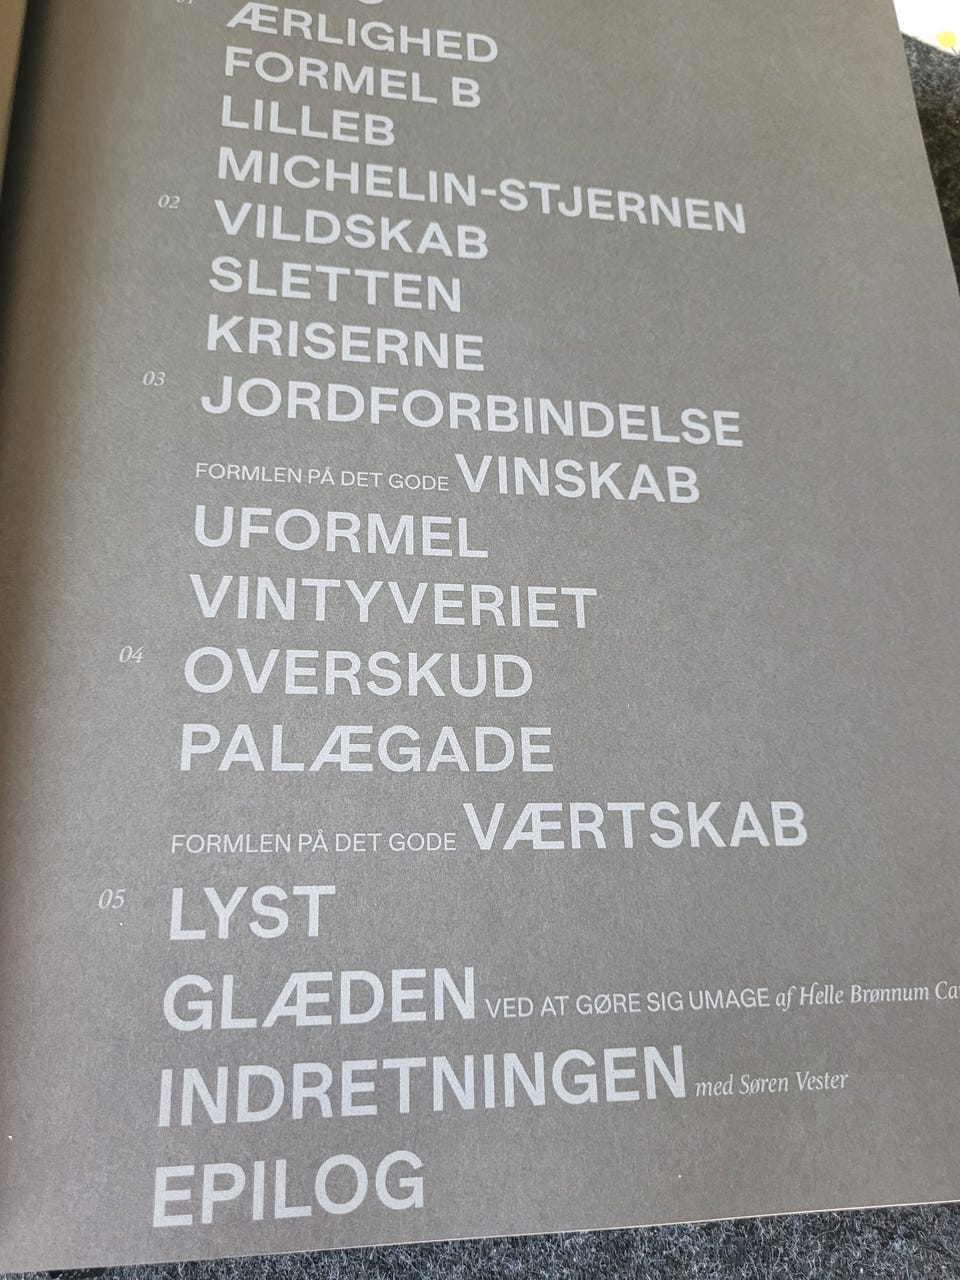 01 ÆRLIGHED
FORMEL B
LILLEB
MICHELIN-STJERNEN
02 VILDSKAB
SLETTEN
KRISERNE
03 JORDFORBINDELSE
FORMLEN PÅ DET GODE VINSKAB
UFORMEL
VINTYVERIET
04 OVERSKUD
PALÆGADE
FORMLEN PÅ DET GODE VÆRTSKAB
05 LYST
GLÆDEN VED AT GØRE SIG UMAGE af Helle Brønnum
INDRETNINGEN med Søren Vester
EPILOG